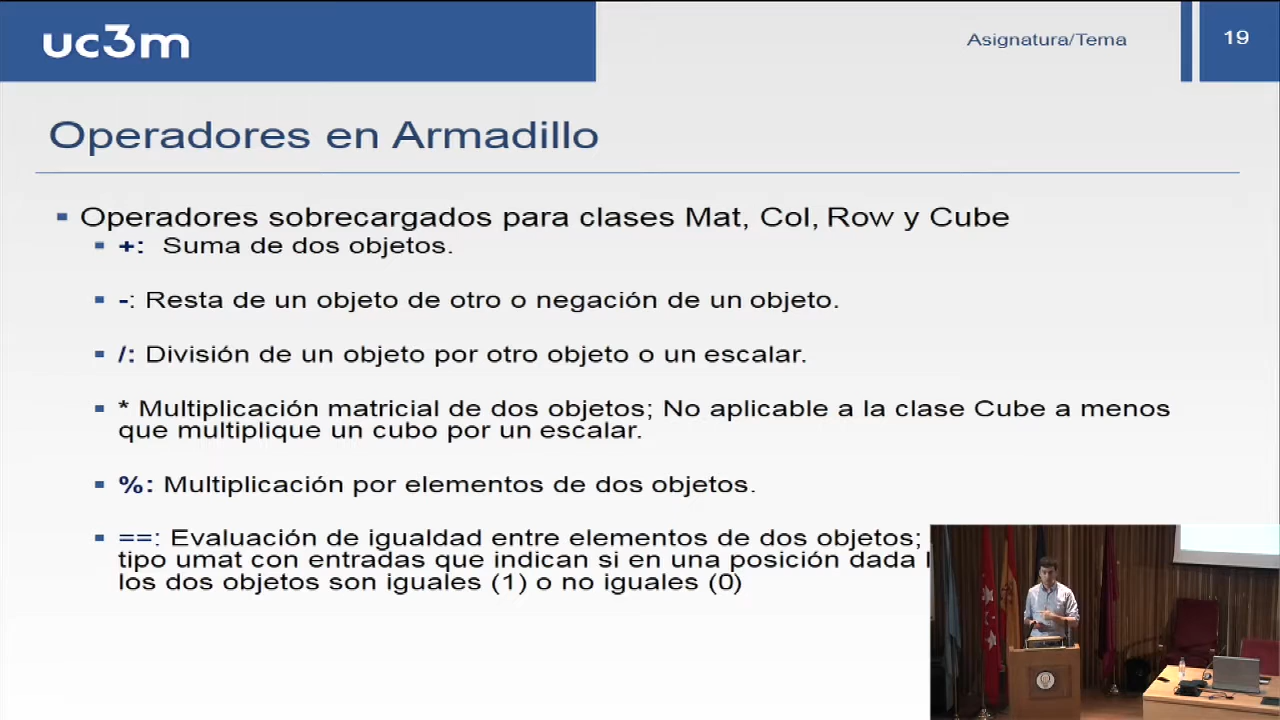 uc3m
Asignatura/Tema
19
Operadores en Armadillo
Operadores sobrecargados para clases Mat, Col, Row y Cube
+: Suma de dos objetos.
-: Resta de un objeto de otro o negación de un objeto.
/: División de un objeto por otro objeto o un escalar.
* Multiplicación matricial de dos objetos; No aplicable a la clase Cube a menos
que multiplique un cubo por un escalar.
%: Multiplicación por elementos de dos objetos.
==: Evaluación de igualdad entre elementos de dos objetos;
tipo umat con entradas que indican si en una posición dada
los dos objetos son iguales (1) o no iguales (0)